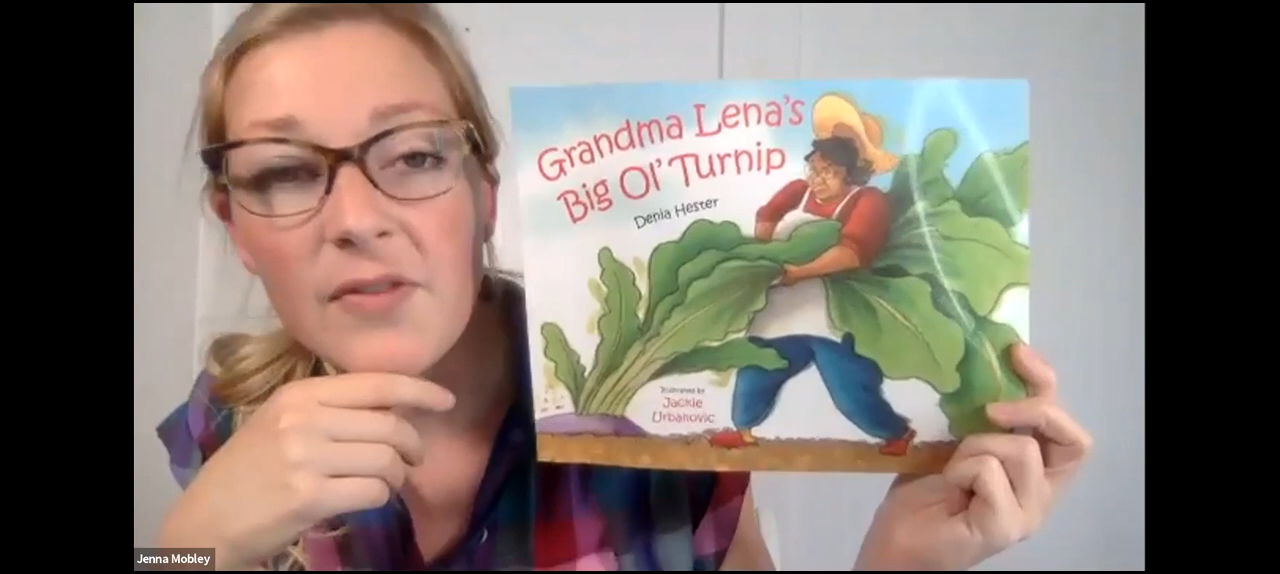 Grandma Lena's
Big Ol' Turnip
Denia Hester
Illustrated by
Jackie
Urbanovic
Jenna Mobley